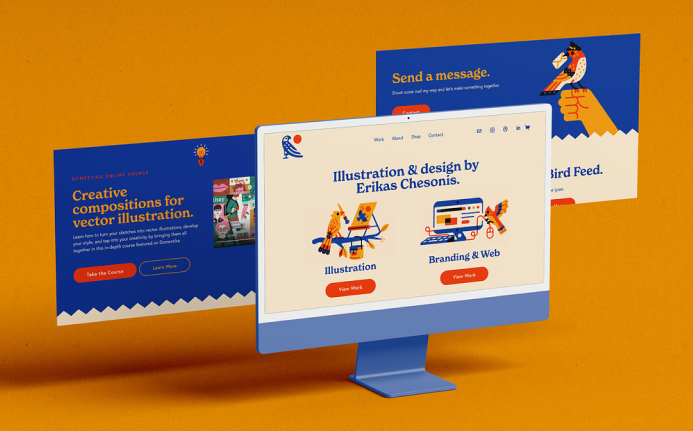 Send a message.
Shoot some mail my way and let's make something together.
Contact
DOMESTIKA ONLINE COURSE
Creative
compositions for
vector illustration.
Learn how to turn your sketches into vector illustrations, develop
your style, and tap into your creativity by bringing them all
together in this in-depth course featured on Domestika.
Take the Course
Learn More
Work About Shop Contact
Illustration & design by
Erikas Chesonis.
Illustration
View Work
Branding & Web
View Work
Bird Feed.